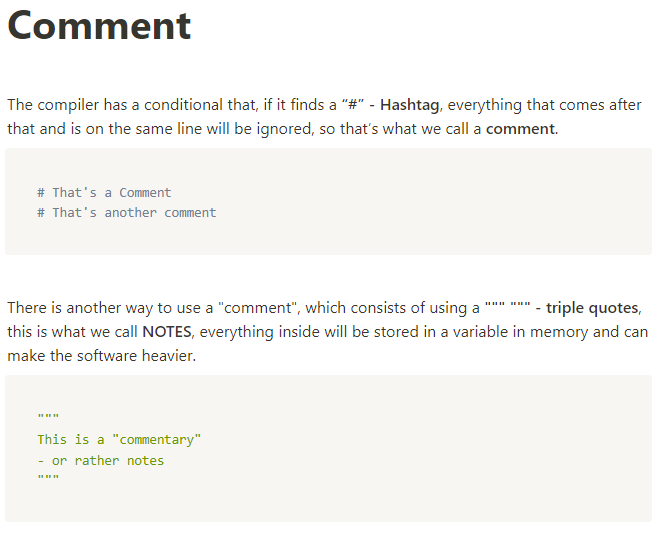 Comment
The compiler has a conditional that, if it finds a “#” - Hashtag, everything that comes after
that and is on the same line will be ignored, so that’s what we call a comment.
# That's a Comment
# That's another comment
There is another way to use a "comment", which consists of using a """ """ - triple quotes,
this is what we call NOTES, everything inside will be stored in a variable in memory and can
make the software heavier.
"""
This is a "commentary"
- or rather notes
"""